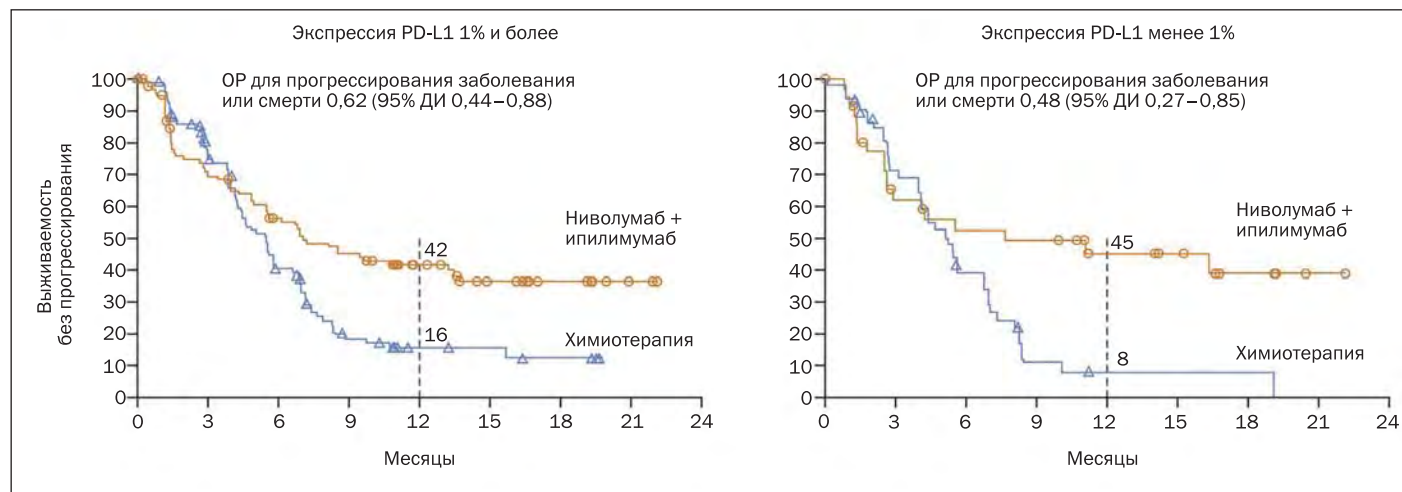 Экспрессия PD-L1 1% и более
ОР для прогрессирования заболевания
или смерти 0,62 (95% ДИ 0,44–0,88)
Выживаемость
без прогрессирования
100
90
80
70
60
50
40
30
20
10
0
42
16
Ниволумаб +
ипилимумаб
Химиотерапия
0 3 6 9 12 15 18 21 24
Месяцы
Экспрессия PD-L1 менее 1%
ОР для прогрессирования заболевания
или смерти 0,48 (95% ДИ 0,27–0,85)
100
90
80
70
60
50
40
30
20
10
0
45
8
Ниволумаб +
ипилимумаб
Химиотерапия
0 3 6 9 12 15 18 21 24
Месяцы